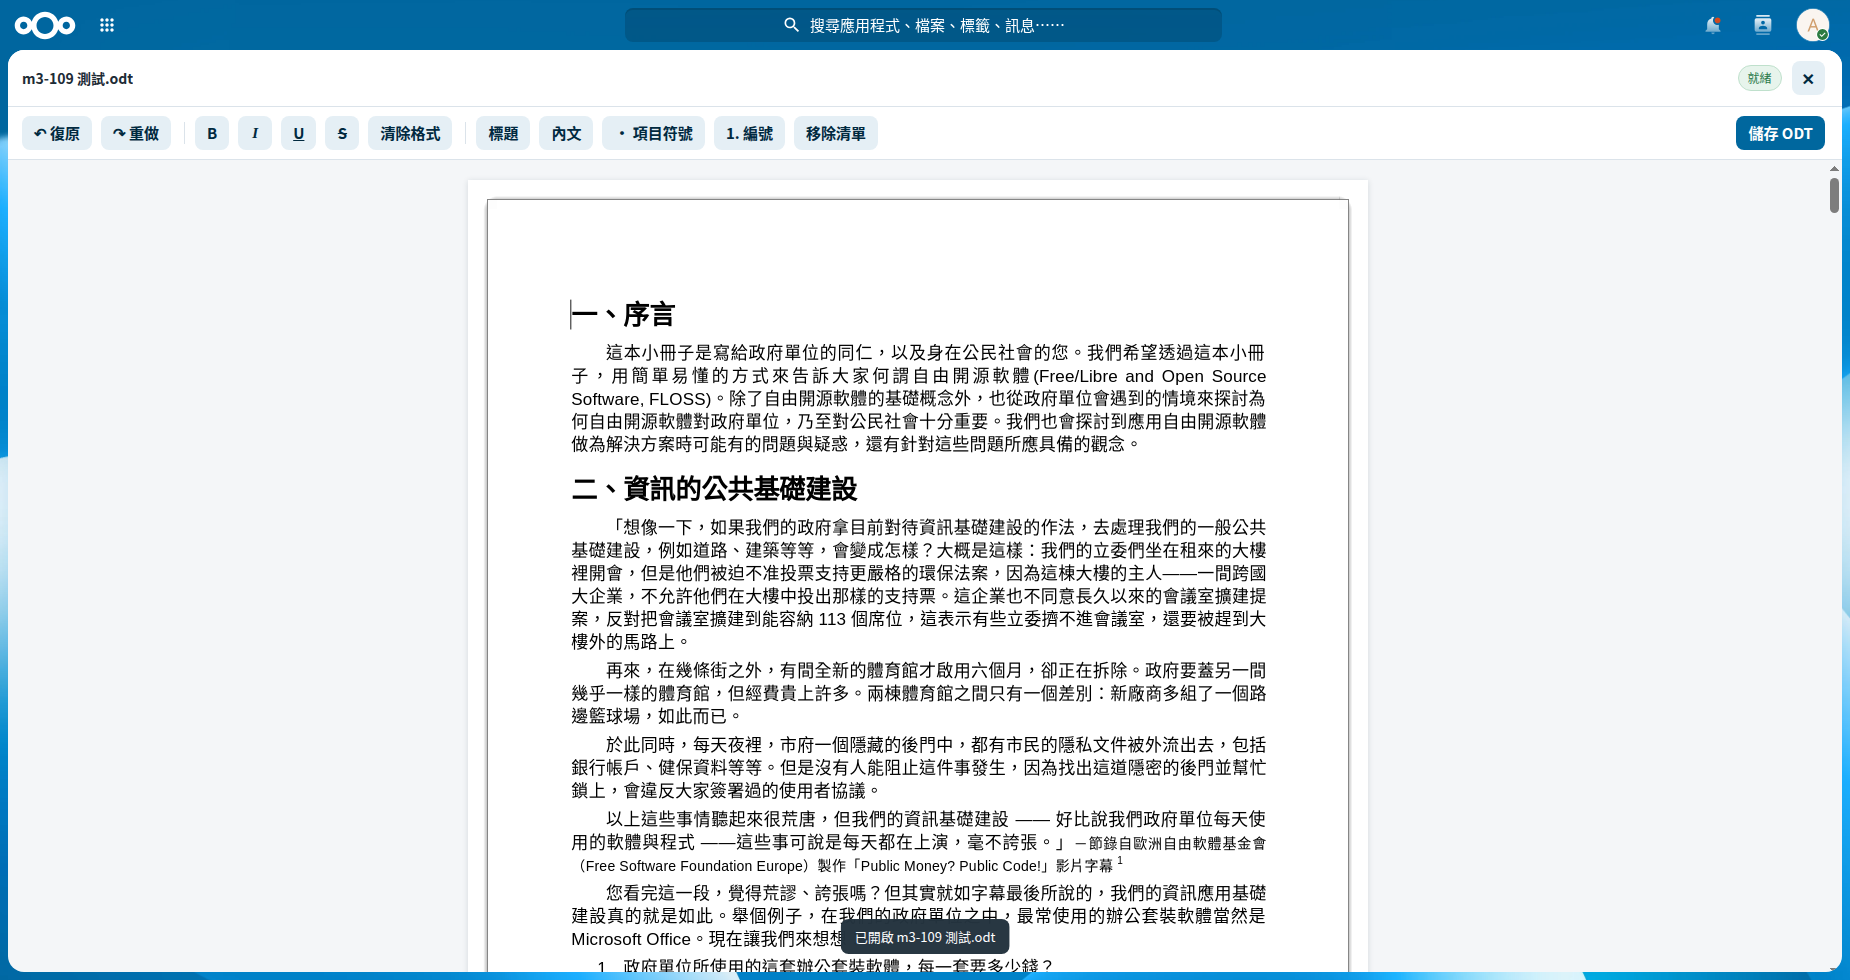 搜尋應用程式、檔案、標籤、訊息……
A
m3-109 測試.odt
就緒
×
↶ 復原
↷ 重做
B
I
U
S
清除格式
標題
內文
・ 項目符號
1. 編號
移除清單
儲存 ODT
一、序言
這本小冊子是寫給政府單位的同仁，以及身在公民社會的您。我們希望透過這本小冊
子，用簡單易懂的方式來告訴大家何謂自由開源軟體(Free/Libre and Open Source
Software, FLOSS)。除了自由開源軟體的基礎概念外，也從政府單位會遇到的情境來探討為
何自由開源軟體對政府單位，乃至對公民社會十分重要。我們也會探討到應用自由開源軟體
做為解決方案時可能有的問題與疑惑，還有針對這些問題所應具備的觀念。
二、資訊的公共基礎建設
「想像一下，如果我們的政府拿目前對待資訊基礎建設的作法，去處理我們的一般公共
基礎建設，例如道路、建築等等，會變成怎樣？大概是這樣：我們的立委們坐在租來的大樓
裡開會，但是他們被迫不准投票支持更嚴格的環保法案，因為這棟大樓的主人——一間跨國
大企業，不允許他們在大樓中投出那樣的支持票。這企業也不同意長久以來的會議室擴建提
案，反對把會議室擴建到能容納 113 個席位，這表示有些立委擠不進會議室，還要被趕到大
樓外的馬路上。
再來，在幾條街之外，有間全新的體育館才啟用六個月，卻正在拆除。政府要蓋另一間
幾乎一樣的體育館，但經費貴上許多。兩棟體育館之間只有一個差別：新廠商多組了一個路
邊籃球場，如此而已。
於此同時，每天夜裡，市府一個隱藏的後門中，都有市民的隱私文件被外流出去，包括
銀行帳戶、健保資料等等。但是沒有人能阻止這件事發生，因為找出這道隱密的後門並幫忙
鎖上，會違反大家簽署過的使用者協議。
以上這些事情聽起來很荒唐，但我們的資訊基礎建設 —— 好比說我們政府單位每天使
用的軟體與程式 ——這些事可說是每天都在上演，毫不誇張。」－節錄自歐洲自由軟體基金會
（Free Software Foundation Europe）製作「Public Money? Public Code!」影片字幕 1
您看完這一段，覺得荒謬、誇張嗎？但其實就如字幕最後所說的，我們的資訊應用基礎
建設真的就是如此。舉個例子，在我們的政府單位之中，最常使用的辦公套裝軟體當然是
Microsoft Office。現在讓我們來想想
已開啟 m3-109 測試.odt
1. 政府單位所使用的這套辦公套裝軟體，每一套要多少錢？